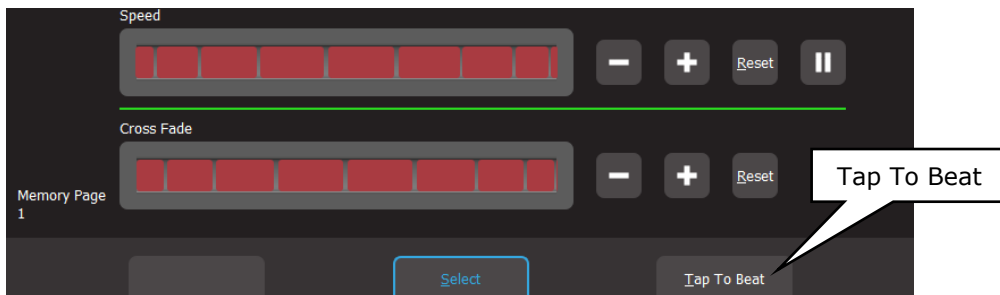 Speed
Reset
Cross Fade
Reset
Tap To Beat
Memory Page
1
Select
Tap To Beat